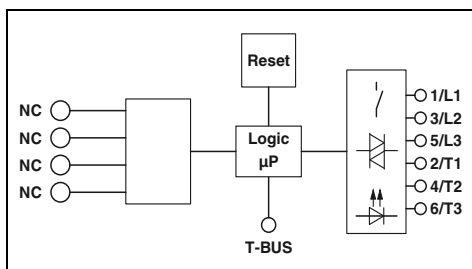 Reset
NC
NC
NC
NC
Logic
µP
T-BUS
1/L1
3/L2
5/L3
2/T1
4/T2
6/T3